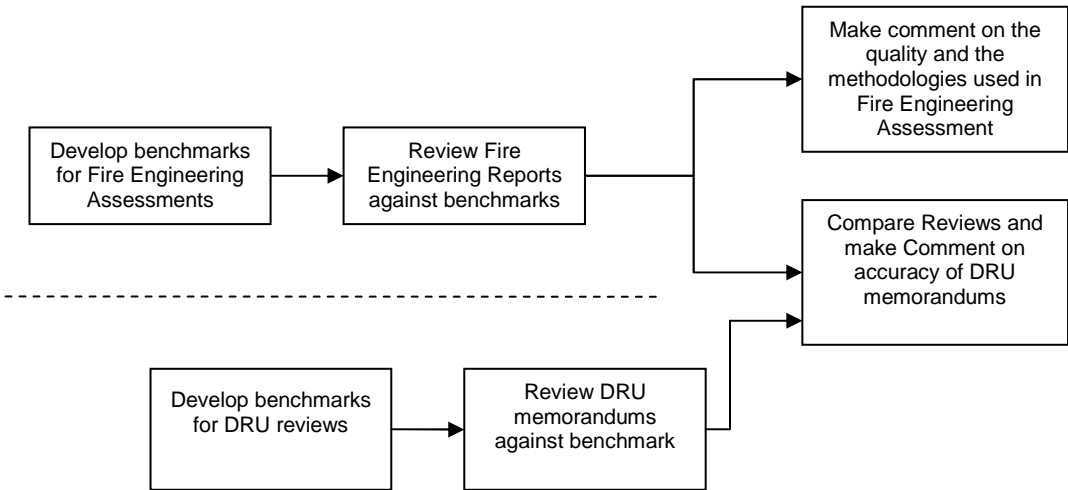 Make comment on the
quality and the
methodologies used in
Fire Engineering
Assessment
Develop benchmarks
for Fire Engineering
Assessments
Review Fire
Engineering Reports
against benchmarks
Compare Reviews and
make Comment on
accuracy of DRU
memorandums
Develop benchmarks
for DRU reviews
Review DRU
memorandums
against benchmark